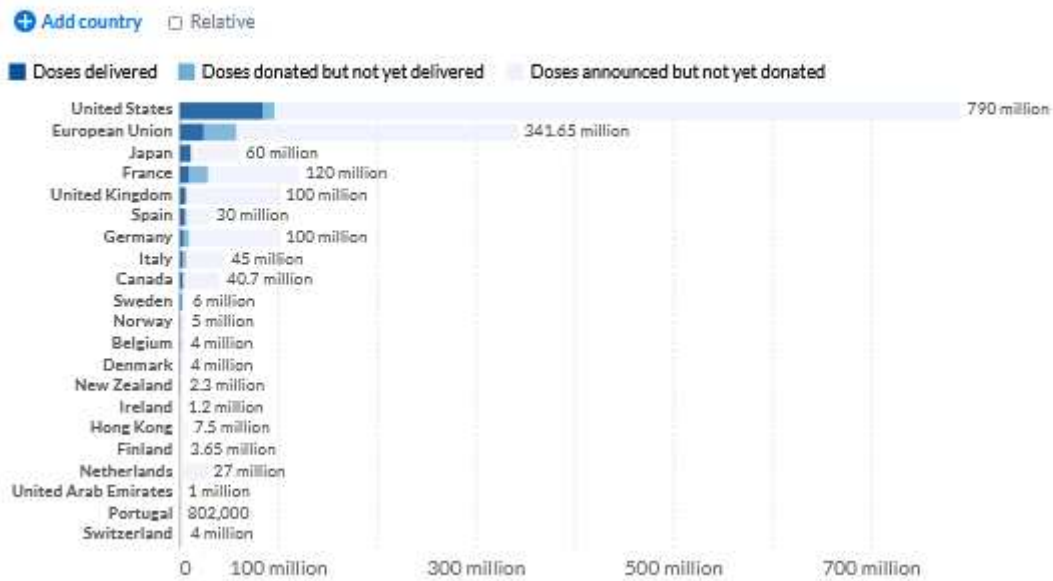 Add country Relative
Doses delivered Doses donated but not yet delivered Doses announced but not yet donated
United States 790 million
European Union 341.65 million
Japan 60 million
France 120 million
United Kingdom 100 million
Spain 30 million
Germany 100 million
Italy 45 million
Canada 40.7 million
Sweden 6 million
Norway 5 million
Belgium 4 million
Denmark 4 million
New Zealand 2.3 million
Ireland 1.2 million
Hong Kong 7.5 million
Finland 3.65 million
Netherlands 27 million
United Arab Emirates 1 million
Portugal 802,000
Switzerland 4 million
0 100 million 300 million 500 million 700 million